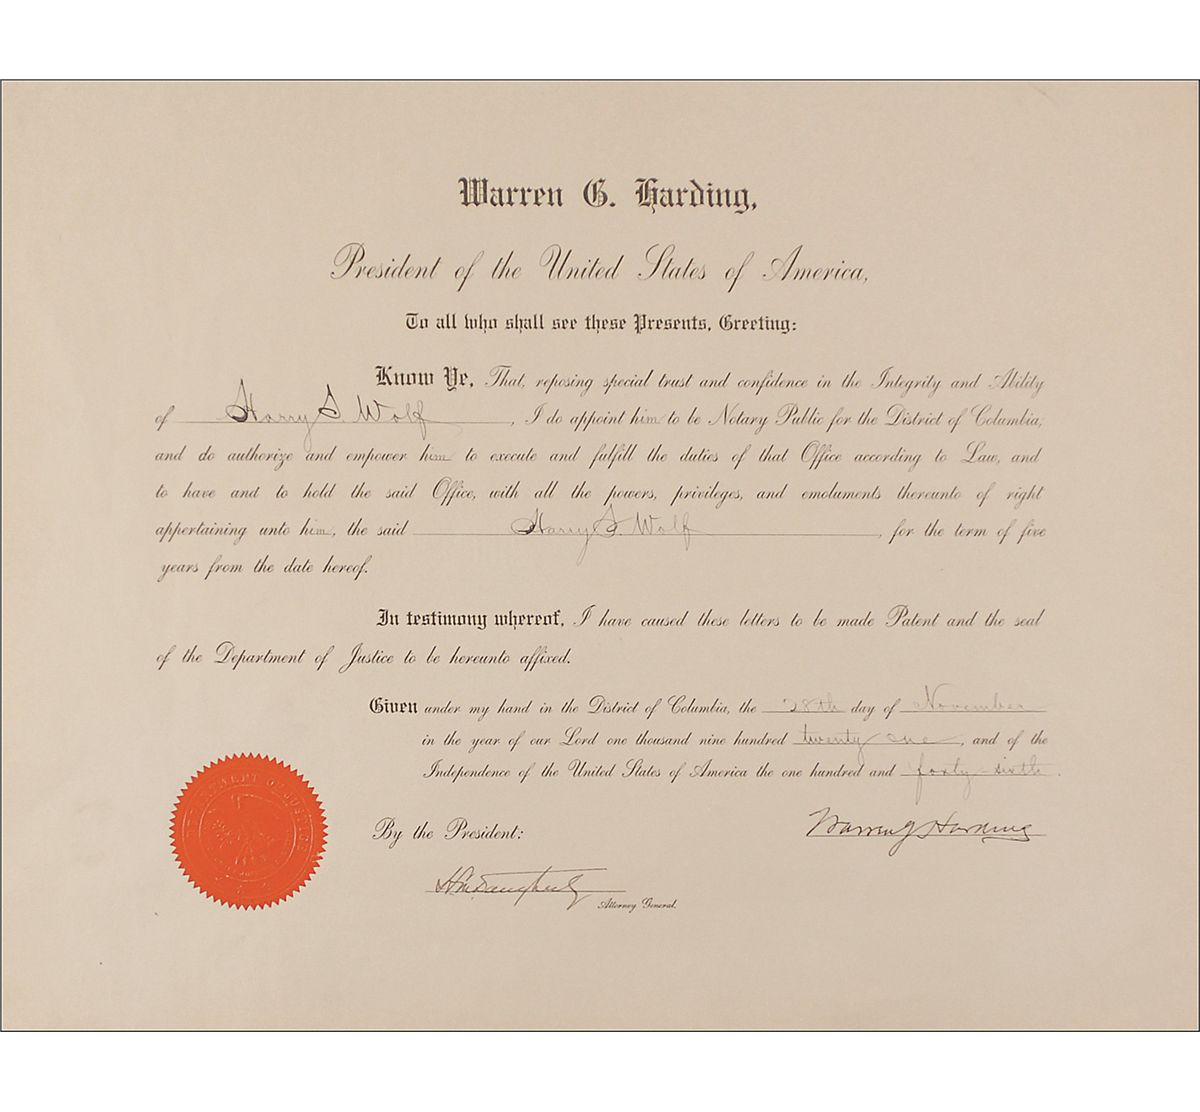 Warren G. Harding,
President of the United States of America,
To all who shall see these Presents, Greeting:
Know Ye, That, reposing special trust and confidence in the Integrity and Ability
of Harry S Wolf, I do appoint him to be Notary Public for the District of Columbia,
and do authorize and empower him to execute and fulfill the duties of that Office according to Law, and
to have and to hold the said Office, with all the powers, privileges, and emoluments thereunto of right
appertaining unto him, the said Harry S. Wolf, for the term of five
years from the date hereof.
In testimony whereof, I have caused these letters to be made Patent and the seal
of the Department of Justice to be hereunto affixed.
Given under my hand in the District of Columbia, the 28th day of November
in the year of our Lord one thousand nine hundred twenty one, and of the
Independence of the United States of America the one hundred and forty-sixth.
DEPARTMENT OF JUSTICE
By the President:
Warren G Harding
HM Daugherty
Attorney General.